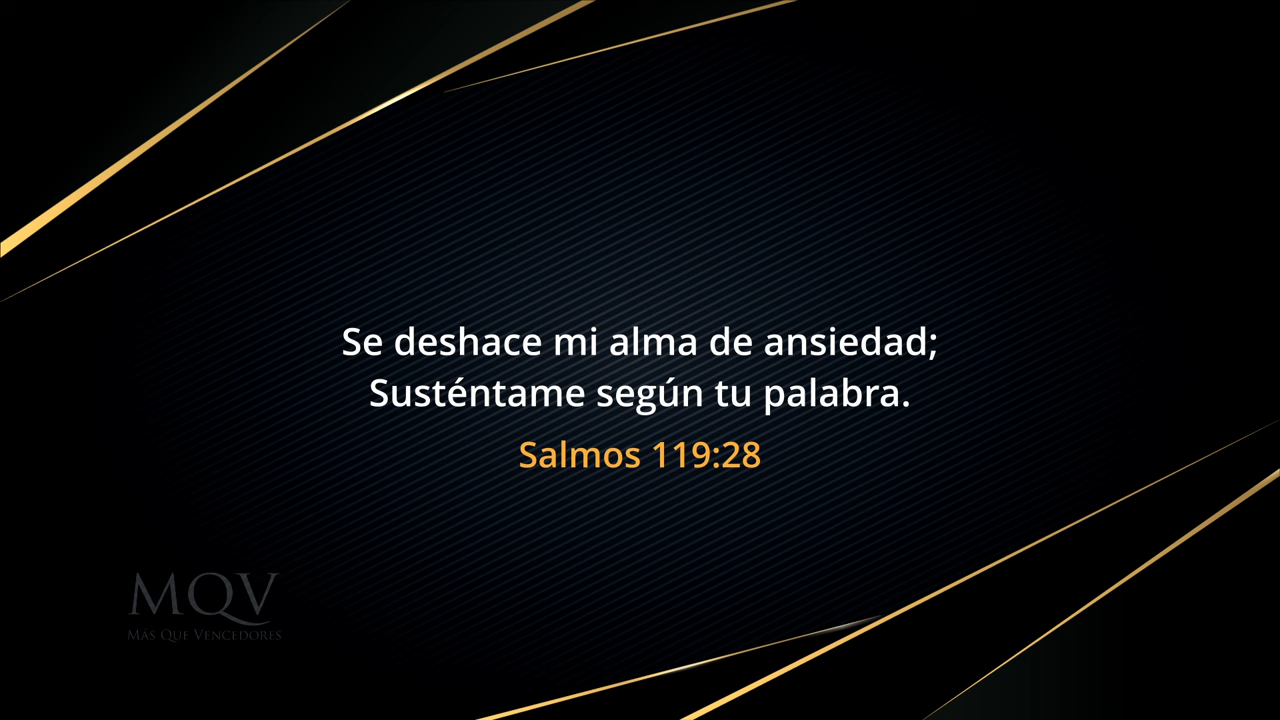 Se deshace mi alma de ansiedad;
Susténtame según tu palabra.
Salmos 119:28
MQV
Más Que Vencedores